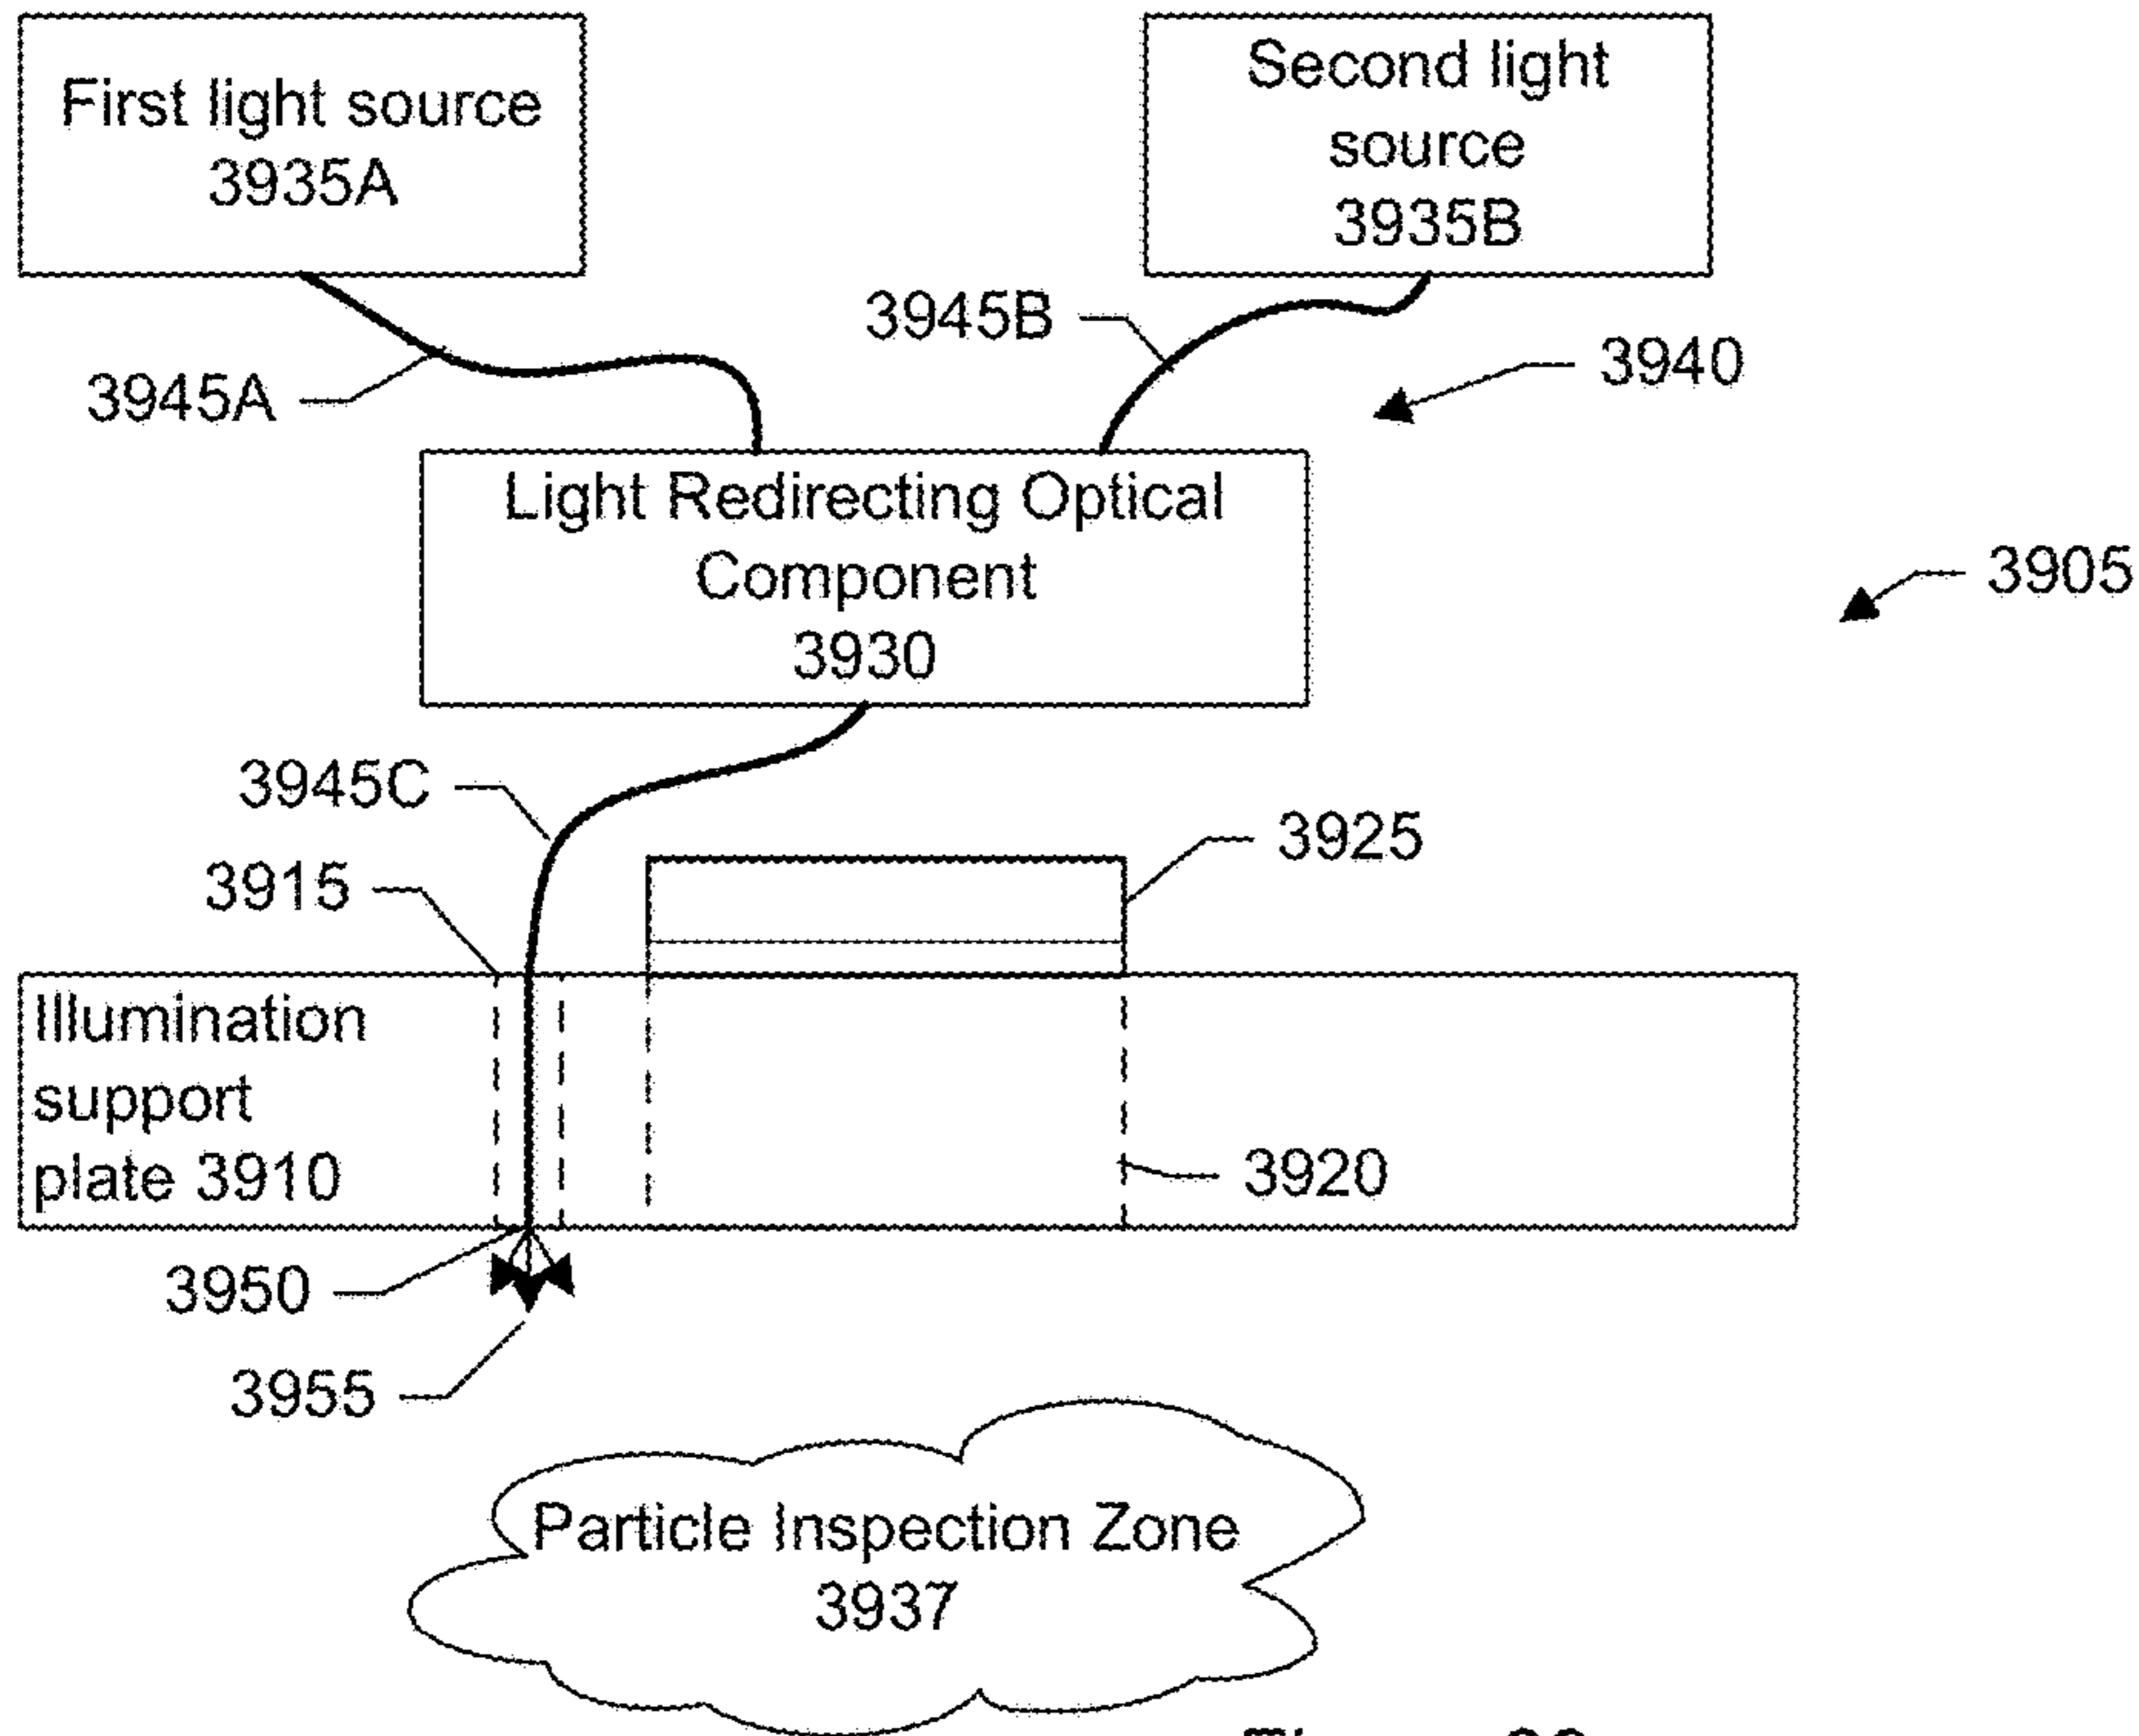 First light source
3935A
Second light
source
3935B
3945B
3940
3945A
Light Redirecting Optical
Component
3930
3905
3945C
3925
3915
Illumination
support
plate 3910
3920
3950
3955
Particle Inspection Zone
3937